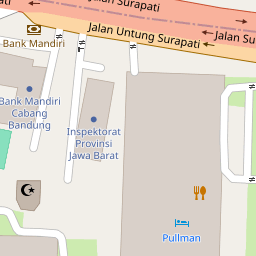 Jalan Surapati
Jalan Untung Surapati
Jalan Su
Bank Mandiri
Bank Mandiri
Cabang
Bandung
Inspektorat
Provinsi
Jawa Barat
Pullman